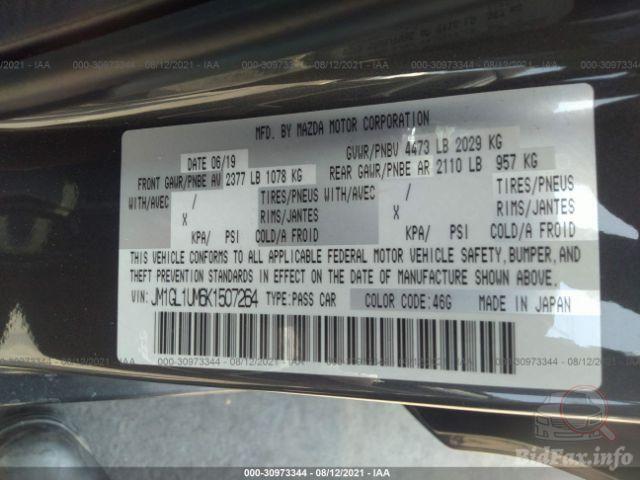 000-30973344 - 08/12/2021 - IAA
MFD. BY MAZDA MOTOR CORPORATION
DATE 06/19
GVWR/PNBV 4473 LB 2029 KG
FRONT GAWR/PNBE AV 2377 LB 1078 KG
REAR GAWR/PNBE AR 2110 LB 957 KG
WITH/AVEC / TIRES/PNEUS WITH/AVEC / TIRES/PNEUS
X RIMS/JANTES X RIMS/JANTES
KPA/ PSI COLD/A FROID KPA/ PSI COLD/A FROID
THIS VEHICLE CONFORMS TO ALL APPLICABLE FEDERAL MOTOR VEHICLE SAFETY, BUMPER, AND
THEFT PREVENTION STANDARDS IN EFFECT ON THE DATE OF MANUFACTURE SHOWN ABOVE.
VIN: JM1GL1UM6K1507264 TYPE: PASS CAR COLOR CODE: 46G MADE IN JAPAN
000-30973344 - 08/12/2021 - IAA
000-30973344 - 08/12/2021 - IAA
BidFax.info